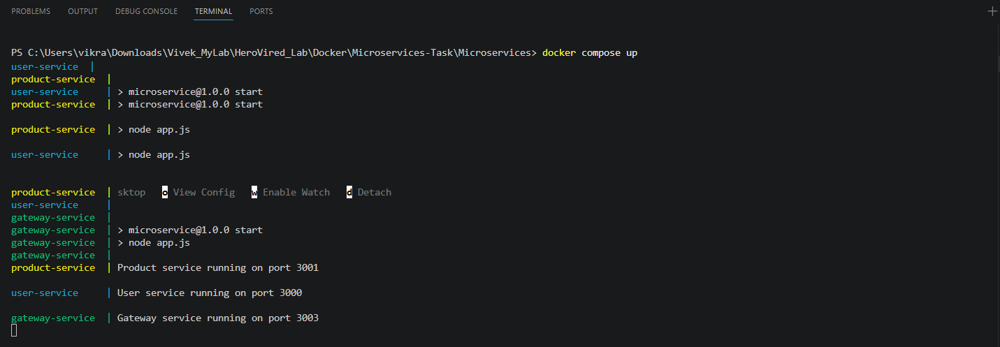 PROBLEMS OUTPUT DEBUG CONSOLE TERMINAL PORTS
PS C:\Users\vikra\Downloads\Vivek_MyLab\HeroVired_Lab\Docker\Microservices-Task\Microservices> docker compose up
user-service |
product-service |
user-service | > microservice@1.0.0 start
product-service | > microservice@1.0.0 start
product-service | > node app.js
user-service | > node app.js
product-service | sktop o View Config w Enable Watch d Detach
user-service |
gateway-service |
gateway-service | > microservice@1.0.0 start
gateway-service | > node app.js
gateway-service |
product-service | Product service running on port 3001
user-service | User service running on port 3000
gateway-service | Gateway service running on port 3003